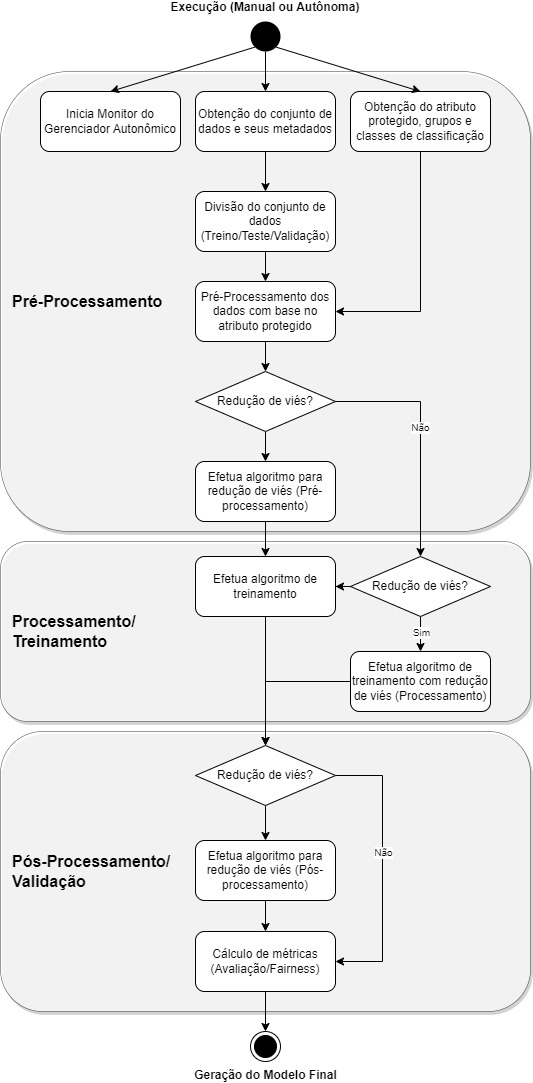 Execução (Manual ou Autônoma)
Inicia Monitor do
Gerenciador Autonômico
Obtenção do conjunto de
dados e seus metadados
Obtenção do atributo
protegido, grupos e
classes de classificação
Divisão do conjunto de
dados
(Treino/Teste/Validação)
Pré-Processamento
Pré-Processamento dos
dados com base no
atributo protegido
Redução de viés?
Não
Efetua algoritmo para
redução de viés (Pré-
processamento)
Processamento/
Treinamento
Efetua algoritmo de
treinamento
Redução de viés?
Sim
Efetua algoritmo de
treinamento com redução
de viés (Processamento)
Pós-Processamento/
Validação
Redução de viés?
Não
Efetua algoritmo para
redução de viés (Pós-
processamento)
Cálculo de métricas
(Avaliação/Fairness)
Geração do Modelo Final